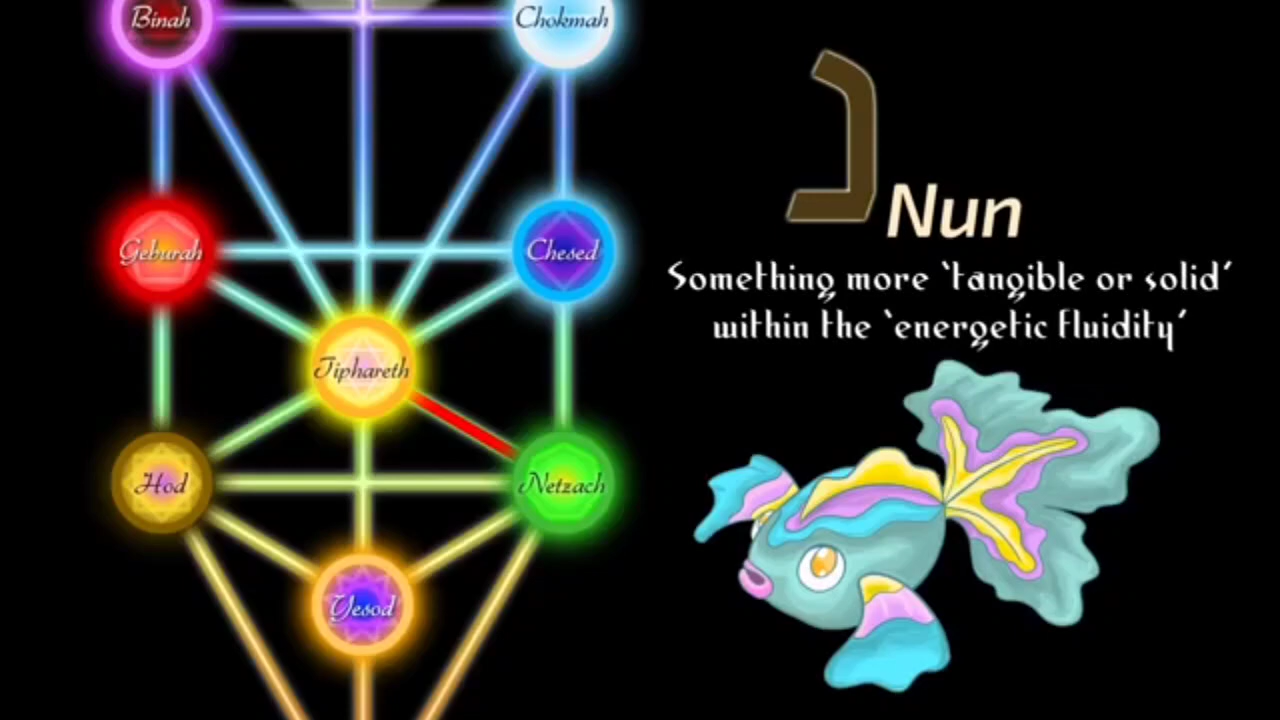 Binah
Chokmah
Geburah
Chesed
Tiphareth
Hod
Netzach
Yesod
נ
Nun
Something more 'tangible or solid'
within the 'energetic fluidity'